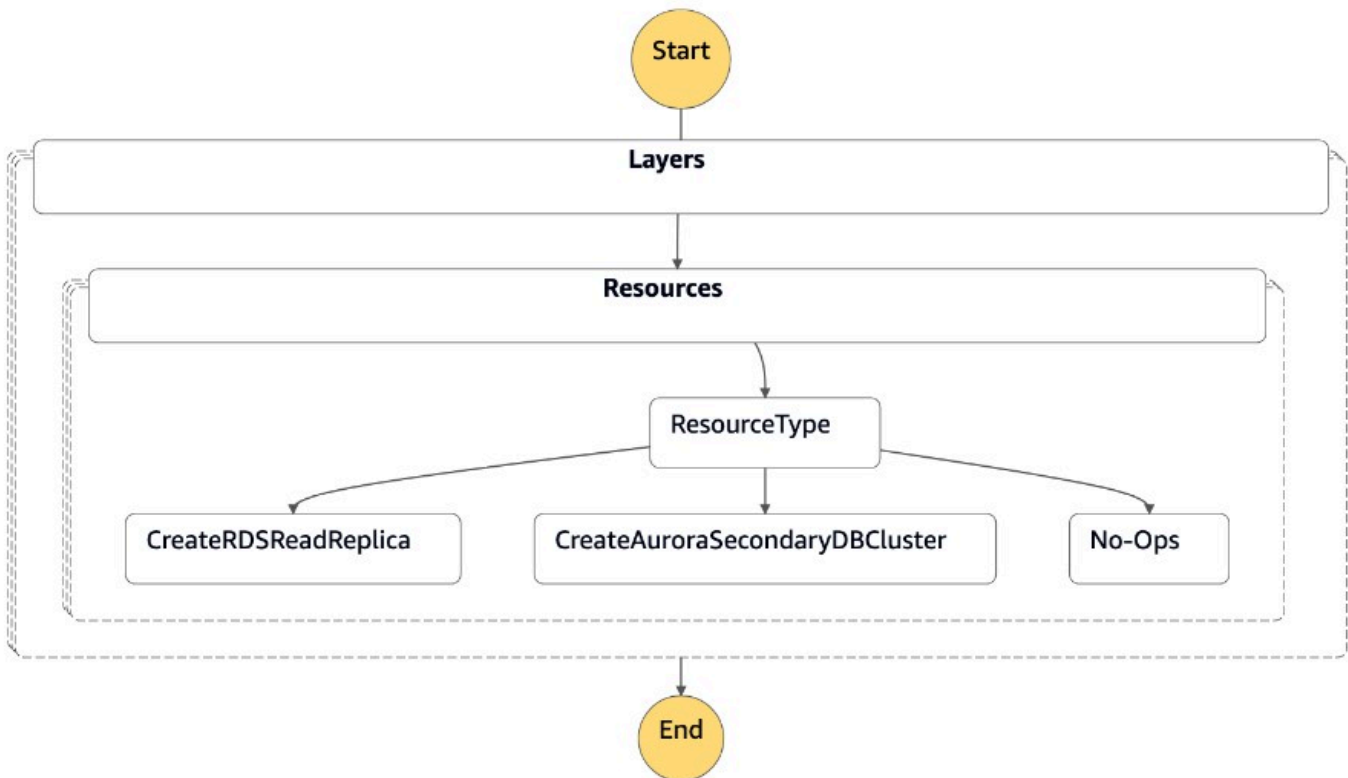 Start
Layers
Resources
ResourceType
CreateRDSReadReplica
CreateAuroraSecondaryDBCluster
No-Ops
End